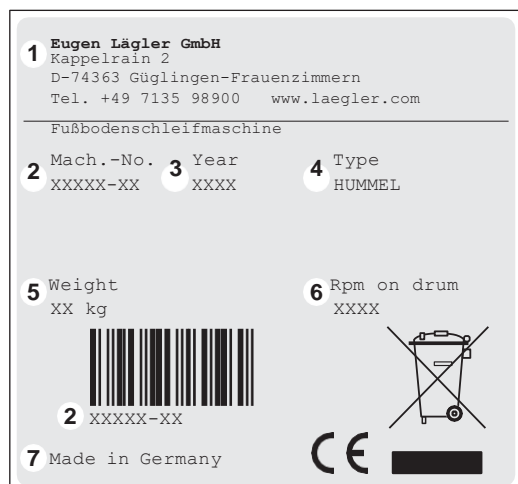 1 Eugen Lägler GmbH
Kappelrain 2
D-74363 Güglingen-Frauenzimmern
Tel. +49 7135 98900 www.laegler.com
Fußbodenschleifmaschine
2 Mach.-No. 3 Year 4 Type
XXXXX-XX XXXX HUMMEL
5 Weight 6 Rpm on drum
XX kg XXXX
2 XXXXX-XX
7 Made in Germany CE